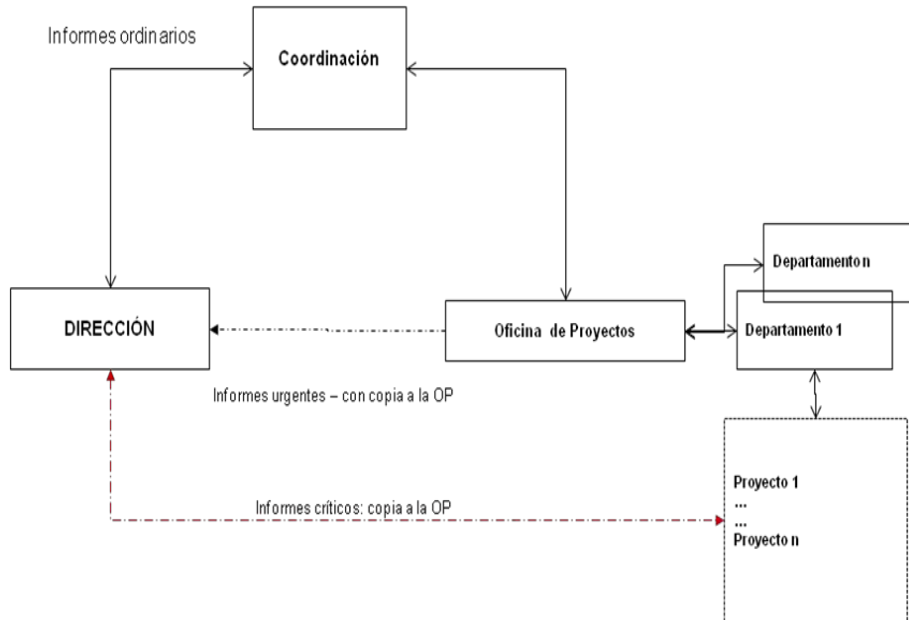 Informes ordinarios
Coordinación
Departamento n
DIRECCIÓN
Oficina de Proyectos
Departamento 1
Informes urgentes – con copia a la OP
Informes críticos: copia a la OP
Proyecto 1
...
...
Proyecto n